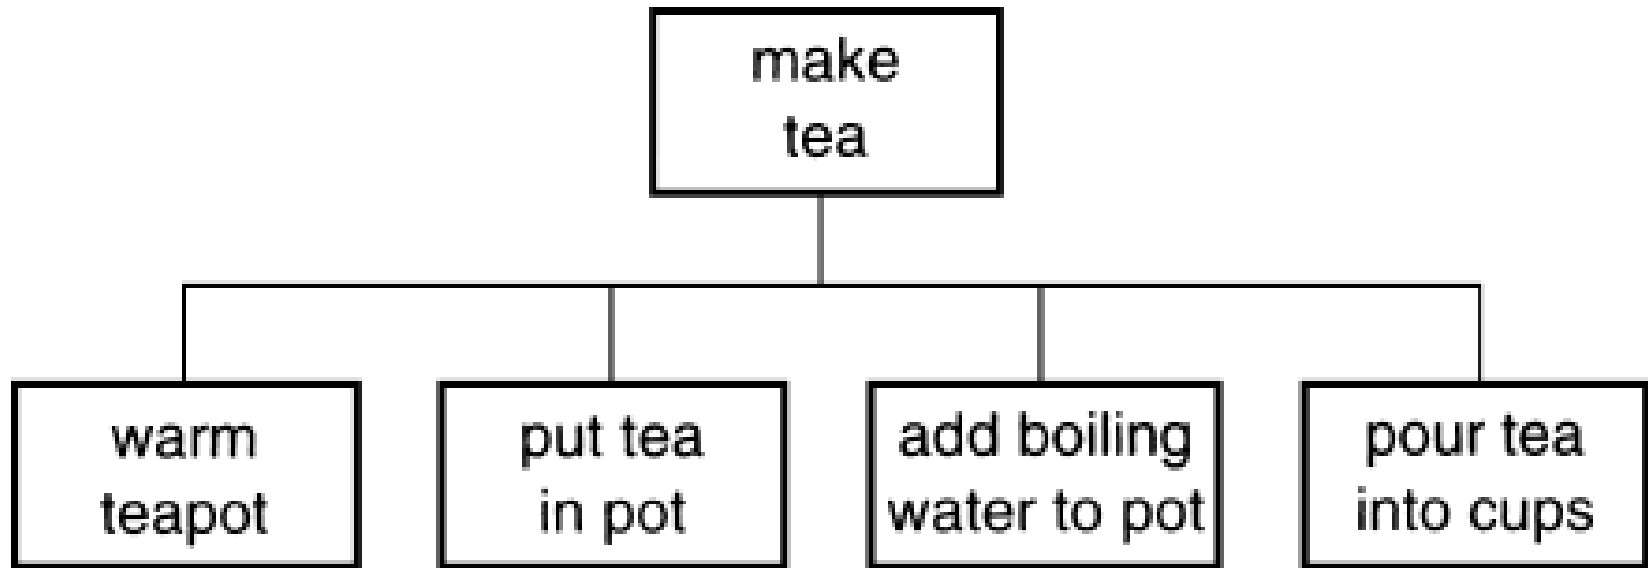 make
tea
warm
teapot
put tea
in pot
add boiling
water to pot
pour tea
into cups